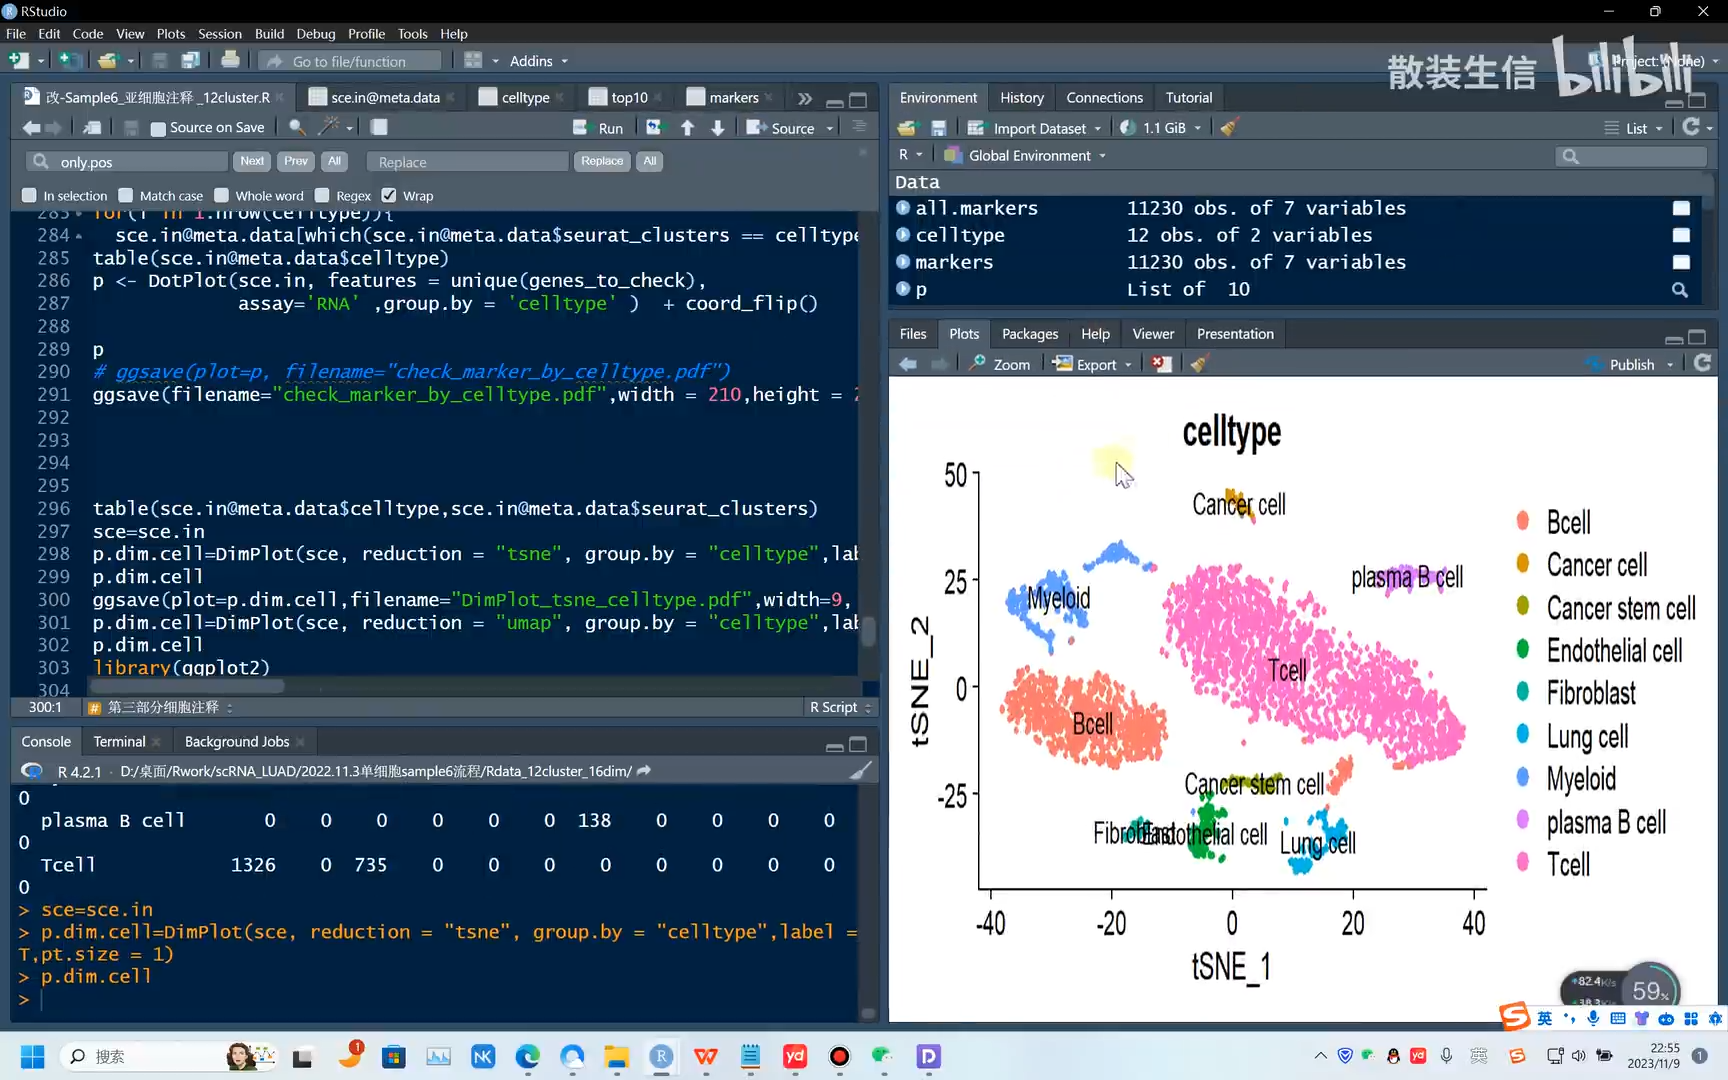 RStudio
File Edit Code View Plots Session Build Debug Profile Tools Help
Go to file/function
Addins
Project: (None)
散装生信 bilibili
改-Sample6_亚细胞注释 _12cluster.R
sce.in@meta.data
celltype
top10
markers
Source on Save
Run
Source
only.pos
Next
Prev
All
Replace
Replace
All
In selection
Match case
Whole word
Regex
Wrap
284 sce.in@meta.data[which(sce.in@meta.data$seurat_clusters == celltype
285 table(sce.in@meta.data$celltype)
286 p <- DotPlot(sce.in, features = unique(genes_to_check),
287 assay='RNA' ,group.by = 'celltype' ) + coord_flip()
288
289 p
290 # ggsave(plot=p, filename="check_marker_by_celltype.pdf")
291 ggsave(filename="check_marker_by_celltype.pdf",width = 210,height =
292
293
294
295
296 table(sce.in@meta.data$celltype,sce.in@meta.data$seurat_clusters)
297 sce=sce.in
298 p.dim.cell=DimPlot(sce, reduction = "tsne", group.by = "celltype",lab
299 p.dim.cell
300 ggsave(plot=p.dim.cell,filename="DimPlot_tsne_celltype.pdf",width=9,
301 p.dim.cell=DimPlot(sce, reduction = "umap", group.by = "celltype",lab
302 p.dim.cell
303 library(ggplot2)
304
300:1
# 第三部分细胞注释
R Script
Console
Terminal
Background Jobs
R 4.2.1 · D:/桌面/Rwork/scRNA_LUAD/2022.11.3单细胞sample6流程/Rdata_12cluster_16dim/
0
plasma B cell 0 0 0 0 0 0 138 0 0 0 0
0
Tcell 1326 0 735 0 0 0 0 0 0 0 0
0
> sce=sce.in
> p.dim.cell=DimPlot(sce, reduction = "tsne", group.by = "celltype",label =
T,pt.size = 1)
> p.dim.cell
>
Environment
History
Connections
Tutorial
Import Dataset
1.1 GiB
List
R
Global Environment
Data
all.markers 11230 obs. of 7 variables
celltype 12 obs. of 2 variables
markers 11230 obs. of 7 variables
p List of 10
Files
Plots
Packages
Help
Viewer
Presentation
Zoom
Export
Publish
celltype
50
25
0
-25
tSNE_2
Cancer cell
plasma B cell
Myeloid
Tcell
Bcell
Cancer stem cell
Fibroblast
Endothelial cell
Lung cell
-40
-20
0
20
40
tSNE_1
Bcell
Cancer cell
Cancer stem cell
Endothelial cell
Fibroblast
Lung cell
Myeloid
plasma B cell
Tcell
59%
英
搜索
1
NK
yd
D
yd
英
22:55
2023/11/9
1